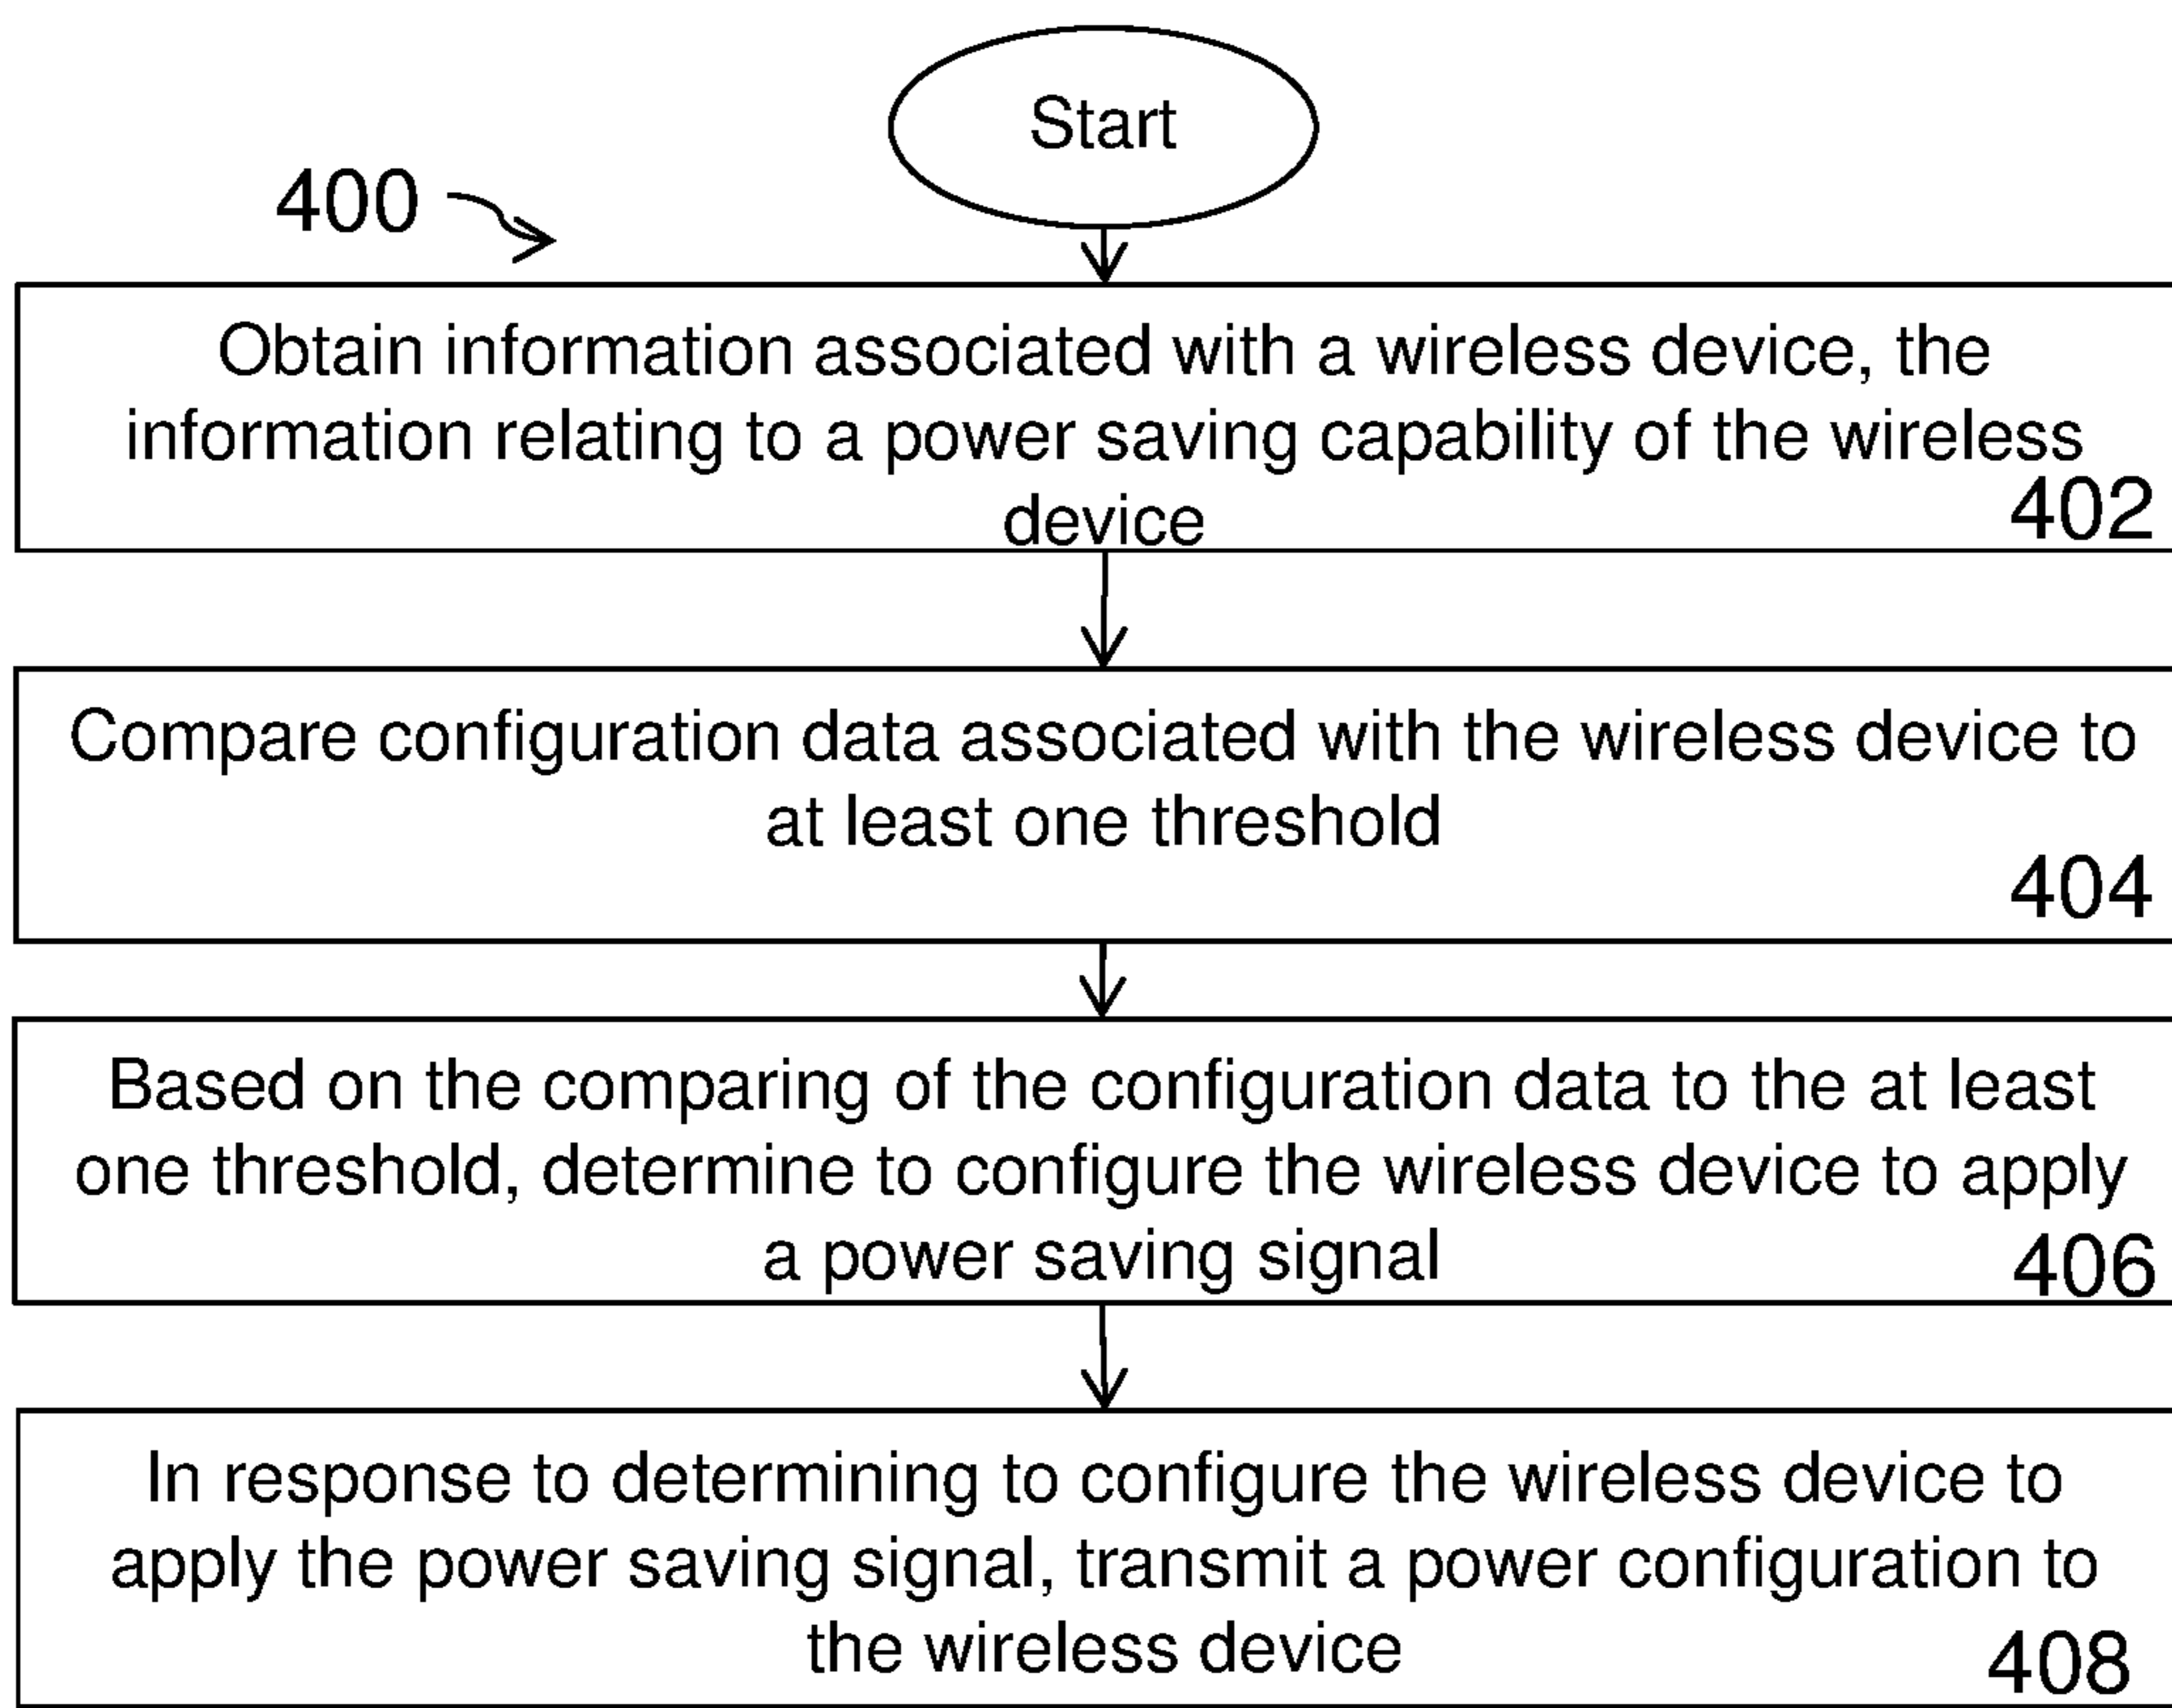 Start
400
Obtain information associated with a wireless device, the
information relating to a power saving capability of the wireless
device
402
Compare configuration data associated with the wireless device to
at least one threshold
404
Based on the comparing of the configuration data to the at least
one threshold, determine to configure the wireless device to apply
a power saving signal
406
In response to determining to configure the wireless device to
apply the power saving signal, transmit a power configuration to
the wireless device
408